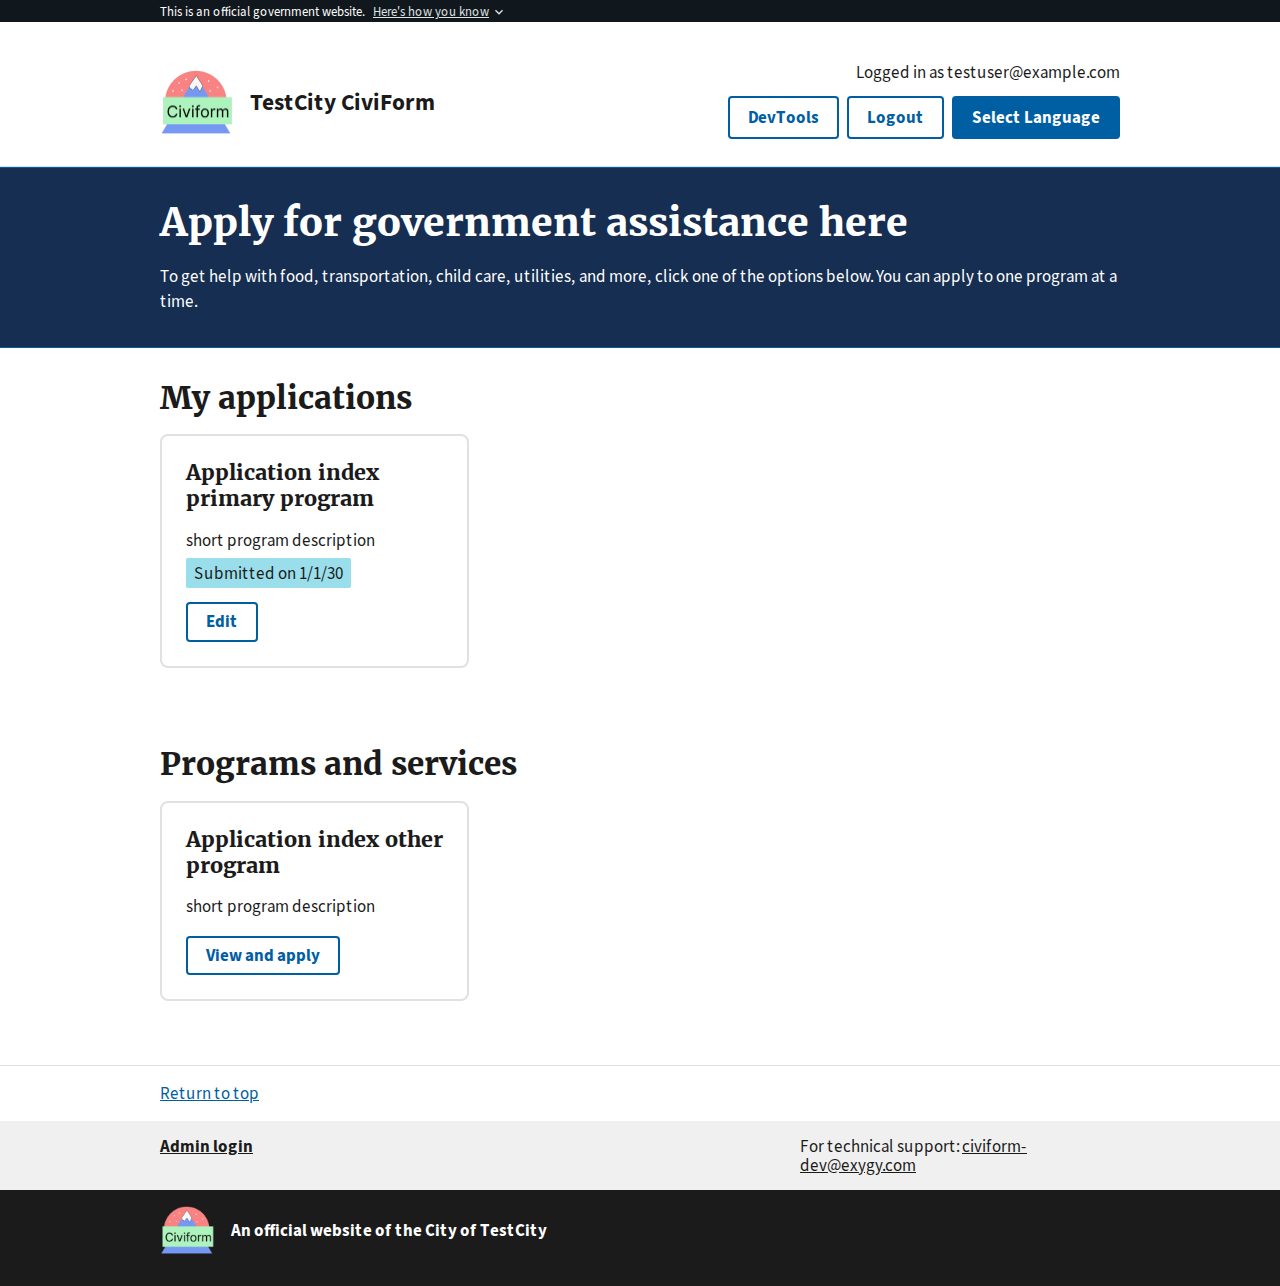 This is an official government website. Here's how you know
Logged in as testuser@example.com
Civiform
TestCity CiviForm
DevTools
Logout
Select Language
Apply for government assistance here
To get help with food, transportation, child care, utilities, and more, click one of the options below. You can apply to one program at a
time.
My applications
Application index
primary program
short program description
Submitted on 1/1/30
Edit
Programs and services
Application index other
program
short program description
View and apply
Return to top
Admin login
For technical support: civiform-
dev@exygy.com
Civiform
An official website of the City of TestCity